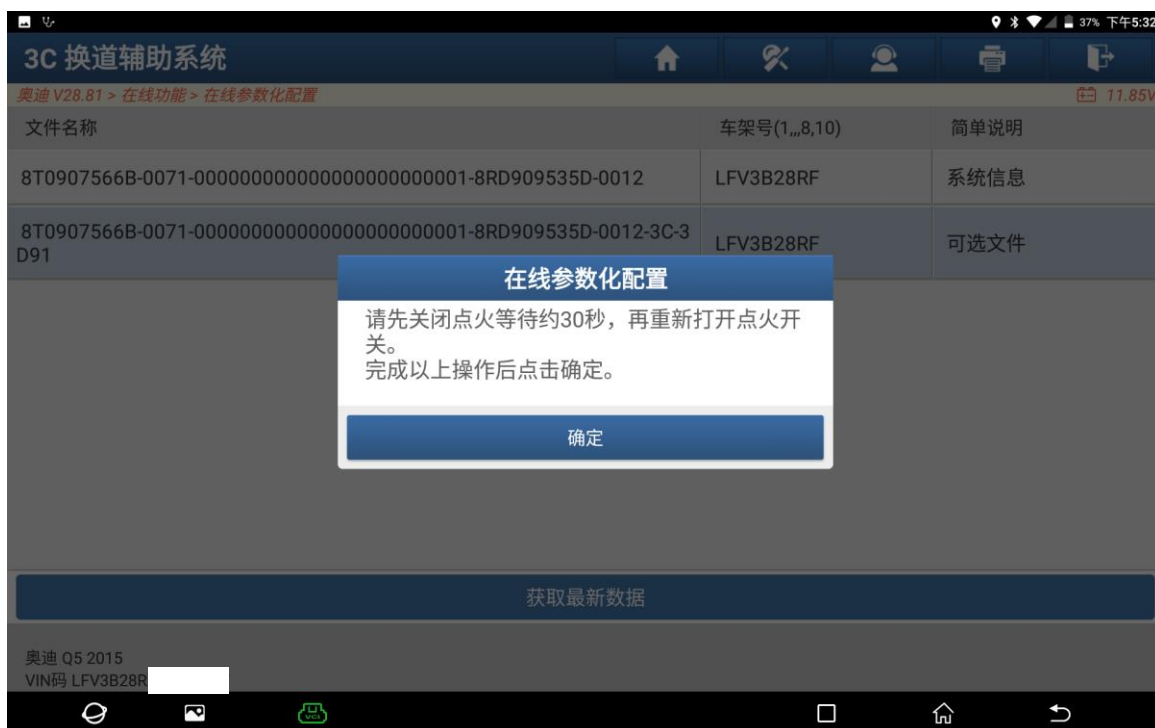 37% 下午5:32
3C 换道辅助系统
奥迪 V28.81 > 在线功能 > 在线参数化配置
11.85V
文件名称 车架号(1,,,8,10) 简单说明
8T0907566B-0071-000000000000000000000001-8RD909535D-0012 LFV3B28RF 系统信息
8T0907566B-0071-000000000000000000000001-8RD909535D-0012-3C-3
D91 LFV3B28RF 可选文件
在线参数化配置
请先关闭点火等待约30秒，再重新打开点火开
关。
完成以上操作后点击确定。
确定
获取最新数据
奥迪 Q5 2015
VIN码 LFV3B28R
VCI